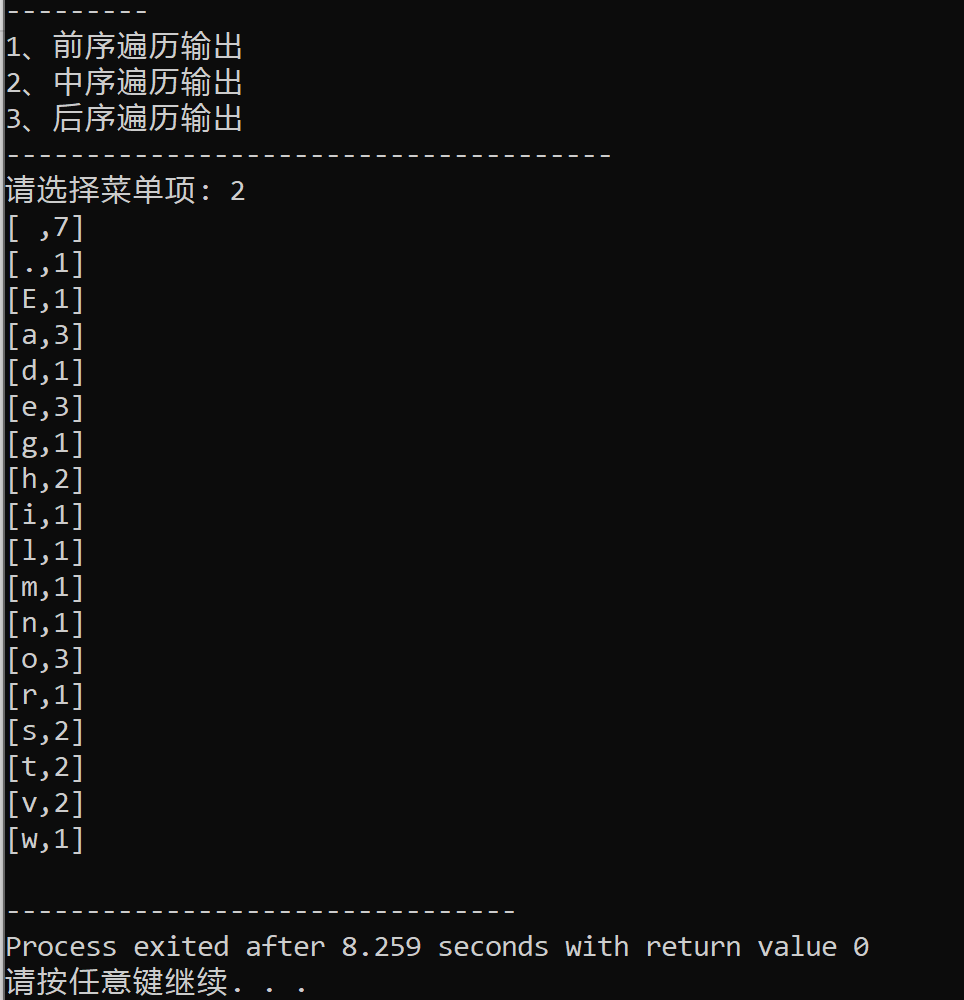 ---------
1、前序遍历输出
2、中序遍历输出
3、后序遍历输出
--------------------------------------
请选择菜单项: 2
[ ,7]
[.,1]
[E,1]
[a,3]
[d,1]
[e,3]
[g,1]
[h,2]
[i,1]
[l,1]
[m,1]
[n,1]
[o,3]
[r,1]
[s,2]
[t,2]
[v,2]
[w,1]
--------------------------------
Process exited after 8.259 seconds with return value 0
请按任意键继续. . .